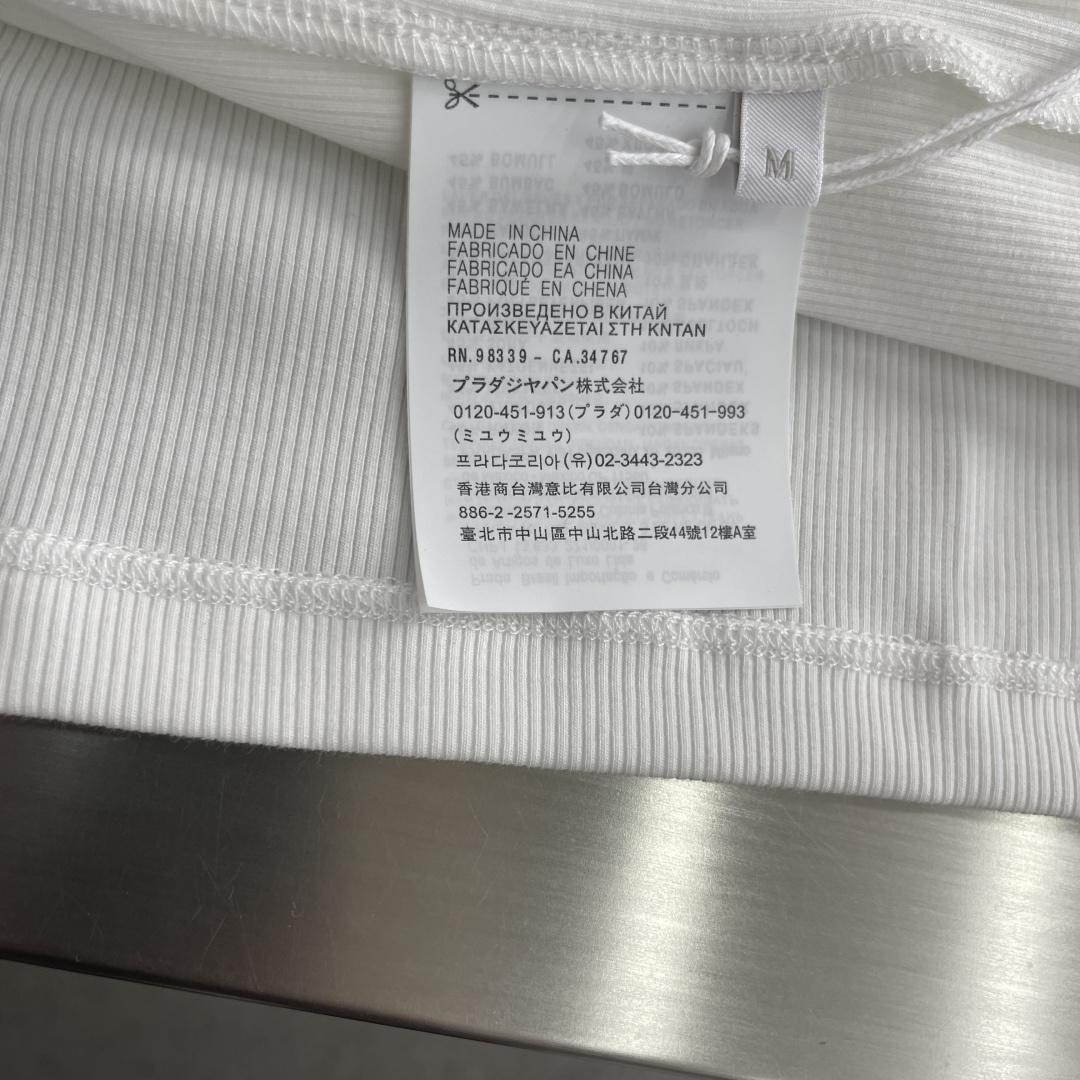 M
MADE IN CHINA
FABRICADO EN CHINE
FABRICADO EA CHINA
FABRIQUÉ EN CHENA
ПРОИЗВЕДЕНО В КИТАЙ
ΚΑΤΑΣΚΕΥΑΖΕΤΑΙ ΣΤΗ ΚΝΤΑΝ
RN.98339 - CA.34767
プラダジヤパン株式会社
0120-451-913(プラダ)0120-451-993
(ミユウミユウ)
프라다코리아(유)02-3443-2323
香港商台灣意比有限公司台灣分公司
886-2-2571-5255
臺北市中山區中山北路二段44號12樓A室